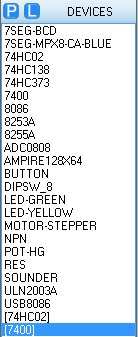 P L DEVICES
7SEG-BCD
7SEG-MPX8-CA-BLUE
74HC02
74HC138
74HC373
7400
8086
8253A
8255A
ADC0808
AMPIRE128X64
BUTTON
DIPSW_8
LED-GREEN
LED-YELLOW
MOTOR-STEPPER
NPN
POT-HG
RES
SOUNDER
ULN2003A
USB8086
[74HC02]
[7400]